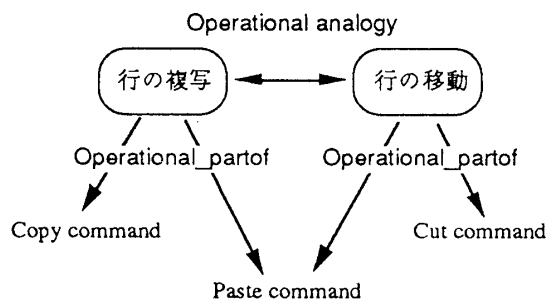 Operational analogy
行の複写
行の移動
Operational_partof
Operational_partof
Copy command
Cut command
Paste command